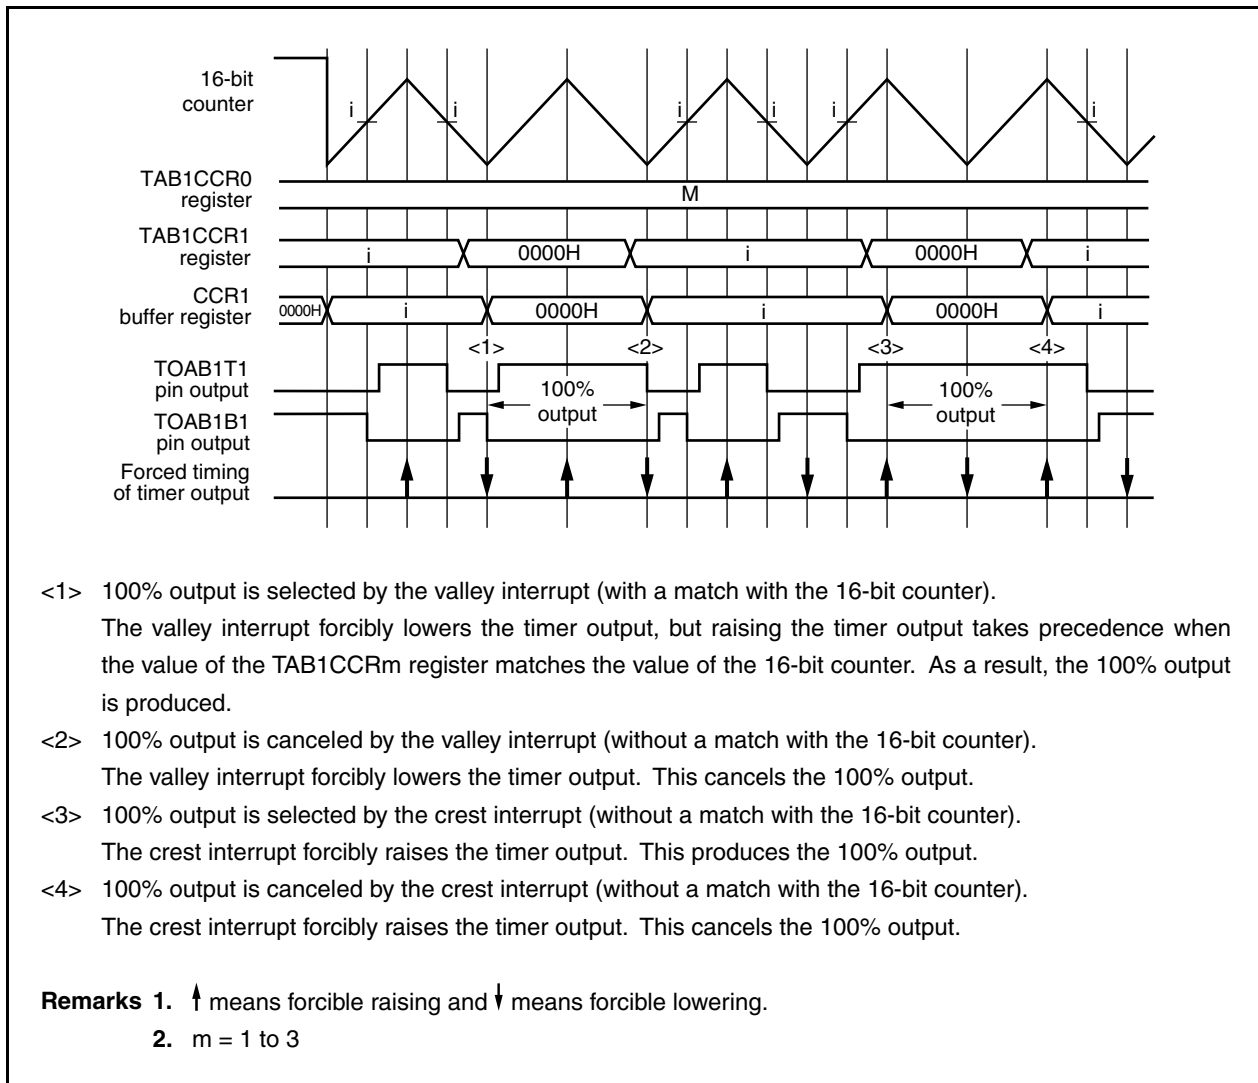 16-bit
counter
i
i
i
i
i
i
TAB1CCR0
register
M
TAB1CCR1
register
i
0000H
i
0000H
i
CCR1
buffer register
0000H
i
0000H
i
0000H
i
<1>
<2>
<3>
<4>
TOAB1T1
pin output
100%
output
100%
output
TOAB1B1
pin output
Forced timing
of timer output
<1> 100% output is selected by the valley interrupt (with a match with the 16-bit counter).
The valley interrupt forcibly lowers the timer output, but raising the timer output takes precedence when
the value of the TAB1CCRm register matches the value of the 16-bit counter. As a result, the 100% output
is produced.
<2> 100% output is canceled by the valley interrupt (without a match with the 16-bit counter).
The valley interrupt forcibly lowers the timer output. This cancels the 100% output.
<3> 100% output is selected by the crest interrupt (without a match with the 16-bit counter).
The crest interrupt forcibly raises the timer output. This produces the 100% output.
<4> 100% output is canceled by the crest interrupt (without a match with the 16-bit counter).
The crest interrupt forcibly raises the timer output. This cancels the 100% output.
Remarks 1. ↑ means forcible raising and ↓ means forcible lowering.
2. m = 1 to 3